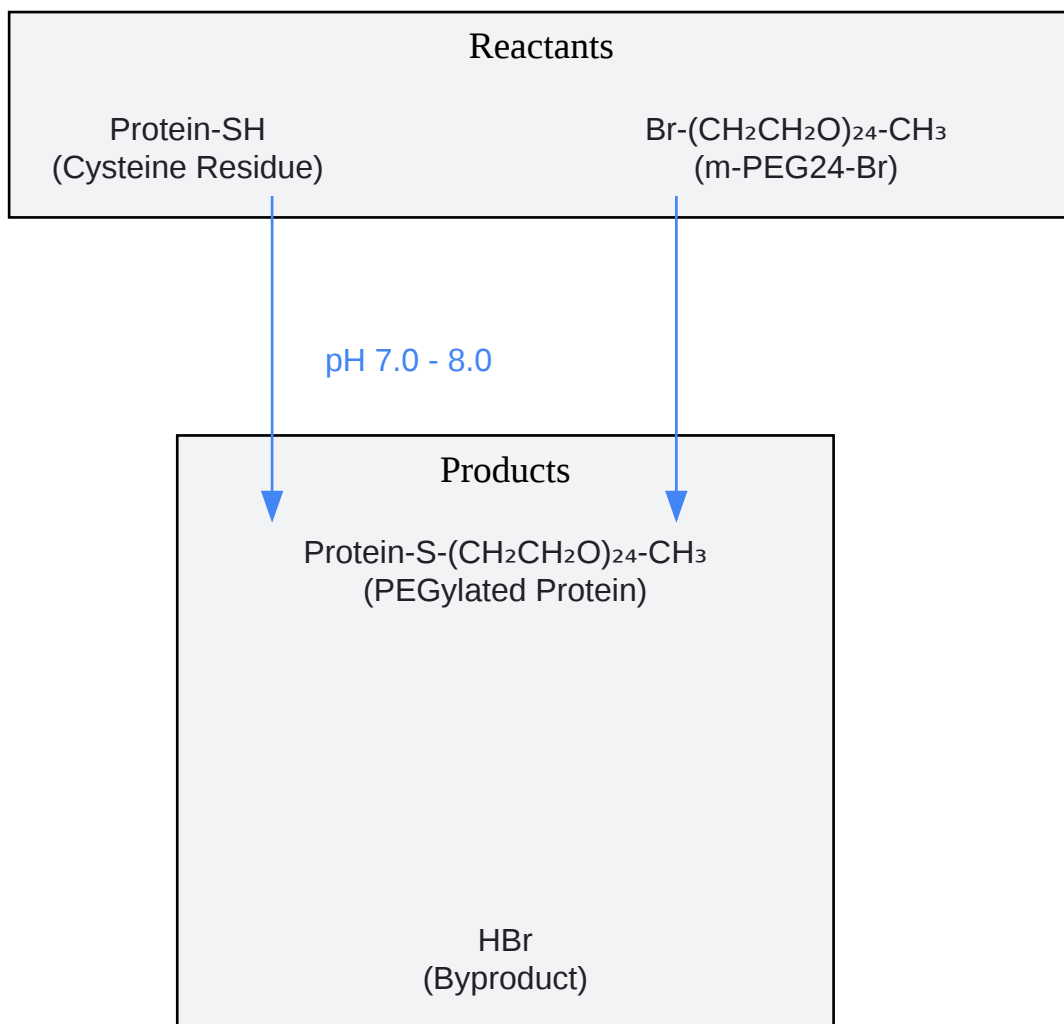 Reactants
Protein-SH
(Cysteine Residue)
Br-(CH₂CH₂O)₂₄-CH₃
(m-PEG24-Br)
pH 7.0 - 8.0
Products
Protein-S-(CH₂CH₂O)₂₄-CH₃
(PEGylated Protein)
HBr
(Byproduct)